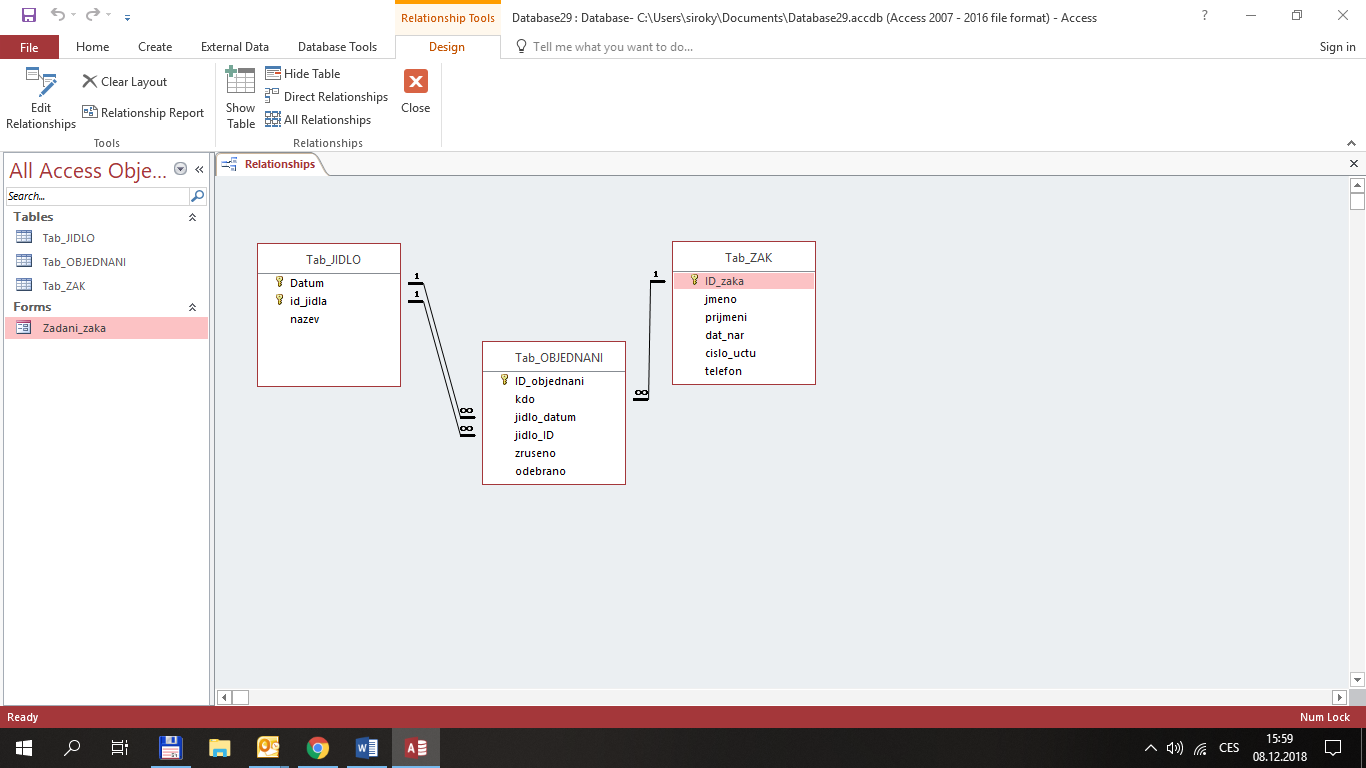 Relationship Tools
Database29 : Database- C:\Users\siroky\Documents\Database29.accdb (Access 2007 - 2016 file format) - Access
?
File
Home
Create
External Data
Database Tools
Design
Tell me what you want to do...
Sign in
Edit
Relationships
Clear Layout
Relationship Report
Tools
Show
Table
Hide Table
Direct Relationships
All Relationships
Relationships
Close
All Access Obje...
Search...
Tables
Tab_JIDLO
Tab_OBJEDNANI
Tab_ZAK
Forms
Zadani_zaka
Relationships
Tab_JIDLO
Datum
id_jidla
nazev
1
1
∞
∞
Tab_OBJEDNANI
ID_objednani
kdo
jidlo_datum
jidlo_ID
zruseno
odebrano
1
∞
Tab_ZAK
ID_zaka
jmeno
prijmeni
dat_nar
cislo_uctu
telefon
Ready
Num Lock
CES
15:59
08.12.2018